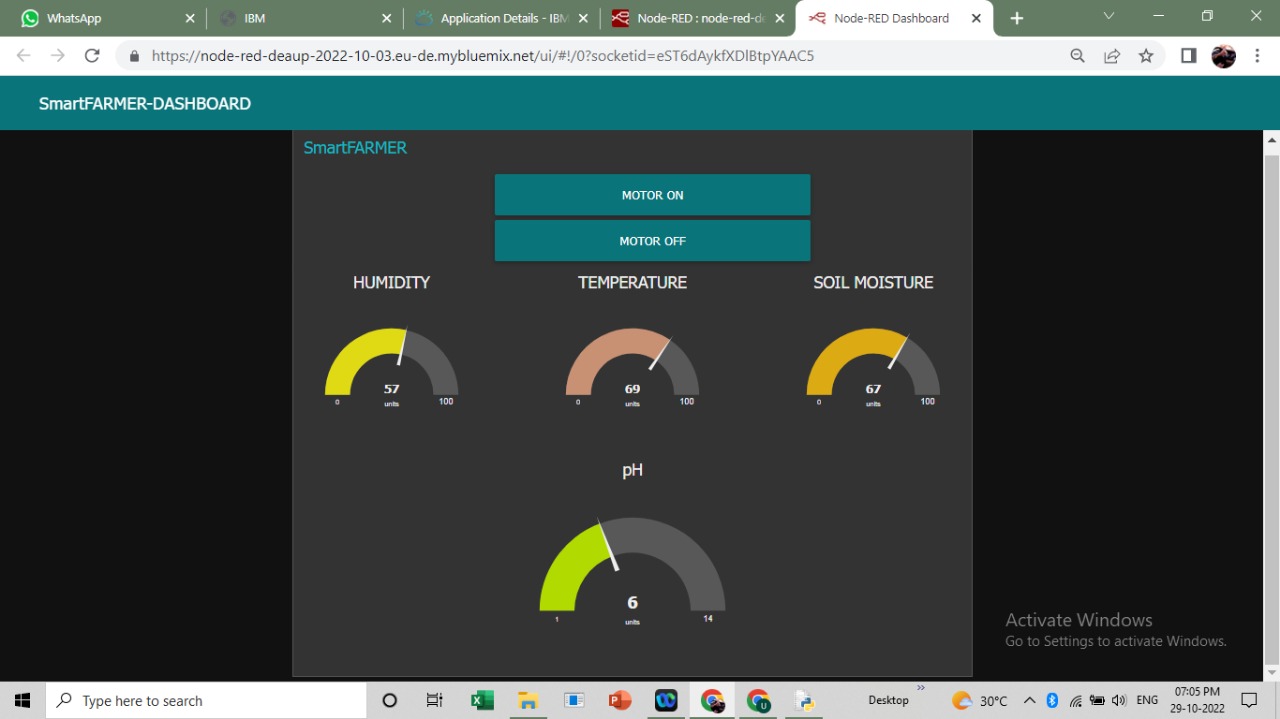 WhatsApp
IBM
Application Details - IBM
Node-RED : node-red-de
Node-RED Dashboard
https://node-red-deaup-2022-10-03.eu-de.mybluemix.net/ui/#!/0?socketid=eST6dAykfXDlBtpYAAC5
SmartFARMER-DASHBOARD
SmartFARMER
MOTOR ON
MOTOR OFF
HUMIDITY TEMPERATURE SOIL MOISTURE
57 69 67
units units units
0 100 0 100 0 100
pH
6
units
1 14
Activate Windows
Go to Settings to activate Windows.
Type here to search
Desktop
30°C
ENG
07:05 PM
29-10-2022